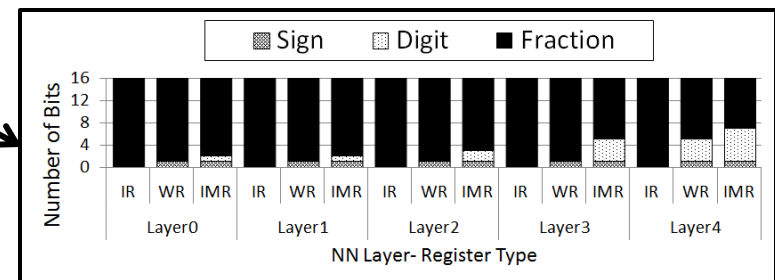 Sign Digit Fraction
Number of Bits
16
12
8
4
0
IR WR IMR IR WR IMR IR WR IMR IR WR IMR IR WR IMR
Layer0 Layer1 Layer2 Layer3 Layer4
NN Layer- Register Type